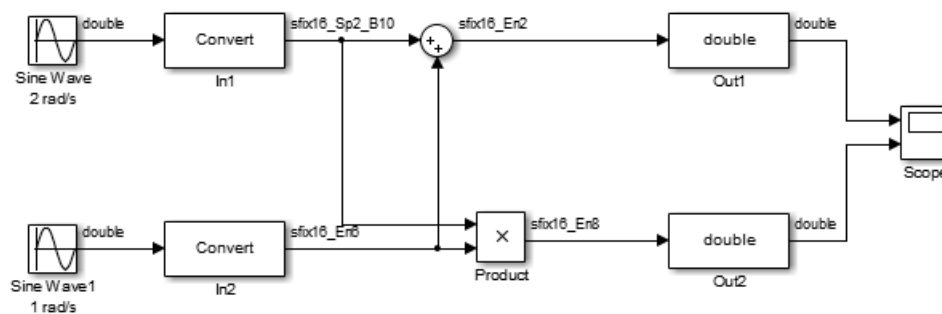 double
sfix16_Sp2_B10
sfix16_En2
double
Convert
double
Sine Wave
2 rad/s
In1
Out1
Scope
double
sfix16_En6
sfix16_En8
double
Convert
×
double
Sine Wave1
1 rad/s
In2
Product
Out2